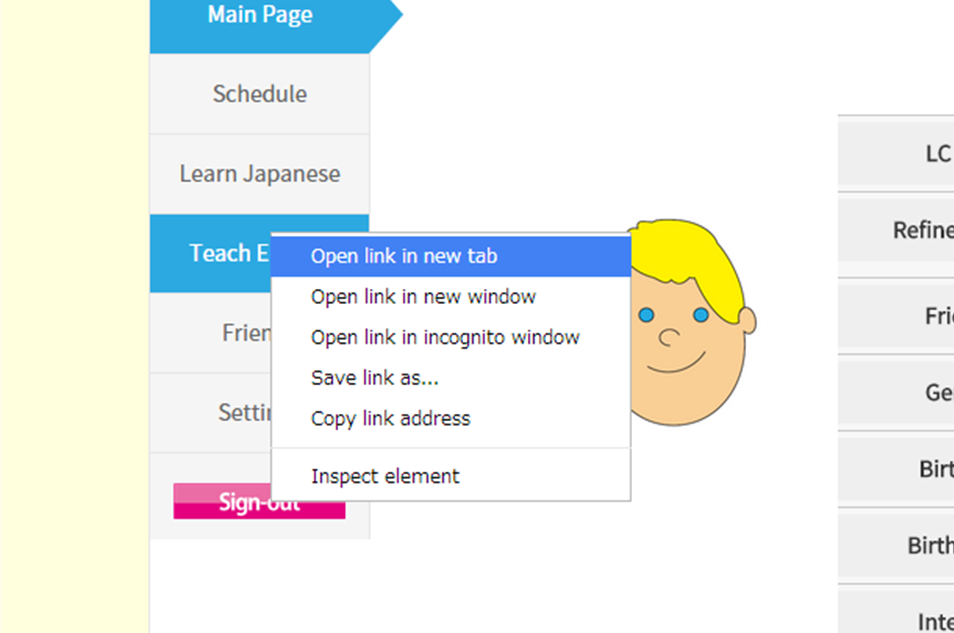 Main Page
Schedule
Learn Japanese
Teach E
Open link in new tab
Open link in new window
Open link in incognito window
Save link as...
Copy link address
Inspect element
Frien
Settin
Sign-out
LC
Refine
Frie
Ge
Birt
Birth
Inte